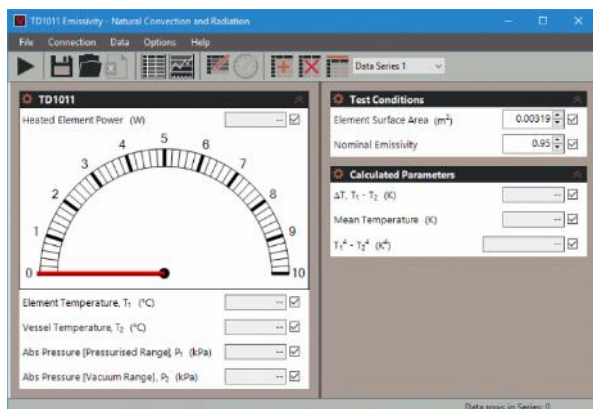 TD1011 Emissivity - Natural Convection and Radiation
File Connection Data Options Help
Data Series 1
TD1011
Heated Element Power (W) --
0 1 2 3 4 5 6 7 8 9 10
Element Temperature, T₁ (°C) --
Vessel Temperature, T₂ (°C) --
Abs Pressure [Pressurised Range], P₁ (kPa) --
Abs Pressure [Vacuum Range], P₂ (kPa) --
Test Conditions
Element Surface Area (m²) 0.00319
Nominal Emissivity 0.95
Calculated Parameters
ΔT, T₁ - T₂ (K) --
Mean Temperature (K) --
T₁⁴ - T₂⁴ (K⁴) --
Data rows in Series: 0